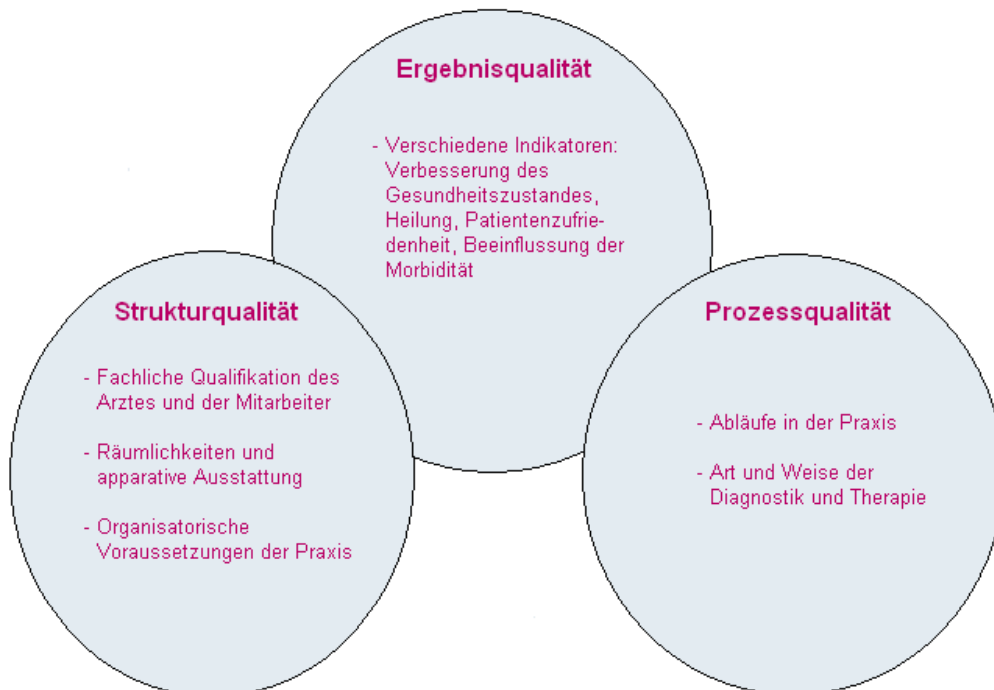 Ergebnisqualität
- Verschiedene Indikatoren:
Verbesserung des
Gesundheitszustandes,
Heilung, Patientenzufrie-
denheit, Beeinflussung der
Morbidität
Strukturqualität
- Fachliche Qualifikation des
Arztes und der Mitarbeiter
- Räumlichkeiten und
apparative Ausstattung
- Organisatorische
Voraussetzungen der Praxis
Prozessqualität
- Abläufe in der Praxis
- Art und Weise der
Diagnostik und Therapie